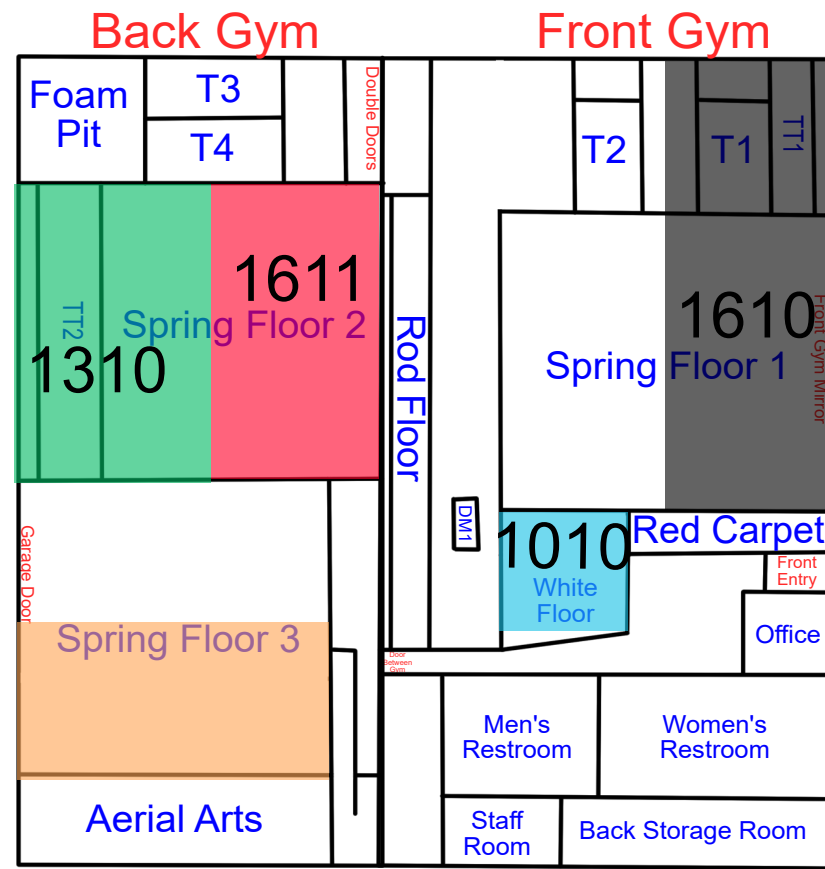 Back Gym
Front Gym
Foam
Pit
T3
T4
Double Doors
T2
T1
TT1
1611
Spring Floor 2
TT2
1310
Rod Floor
1610
Spring Floor 1
Front Gym Mirror
DM1
1010
White
Floor
Red Carpet
Front
Entry
Office
Garage Door
Spring Floor 3
Door
Between
Gym
Men's
Restroom
Women's
Restroom
Aerial Arts
Staff
Room
Back Storage Room